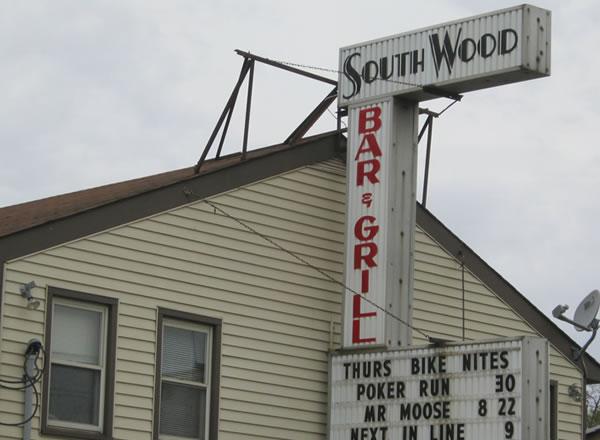 SOUTH WOOD
BAR & GRILL
THURS BIKE NITES
POKER RUN 30
MR MOOSE 8 22
NEXT IN LINE 9